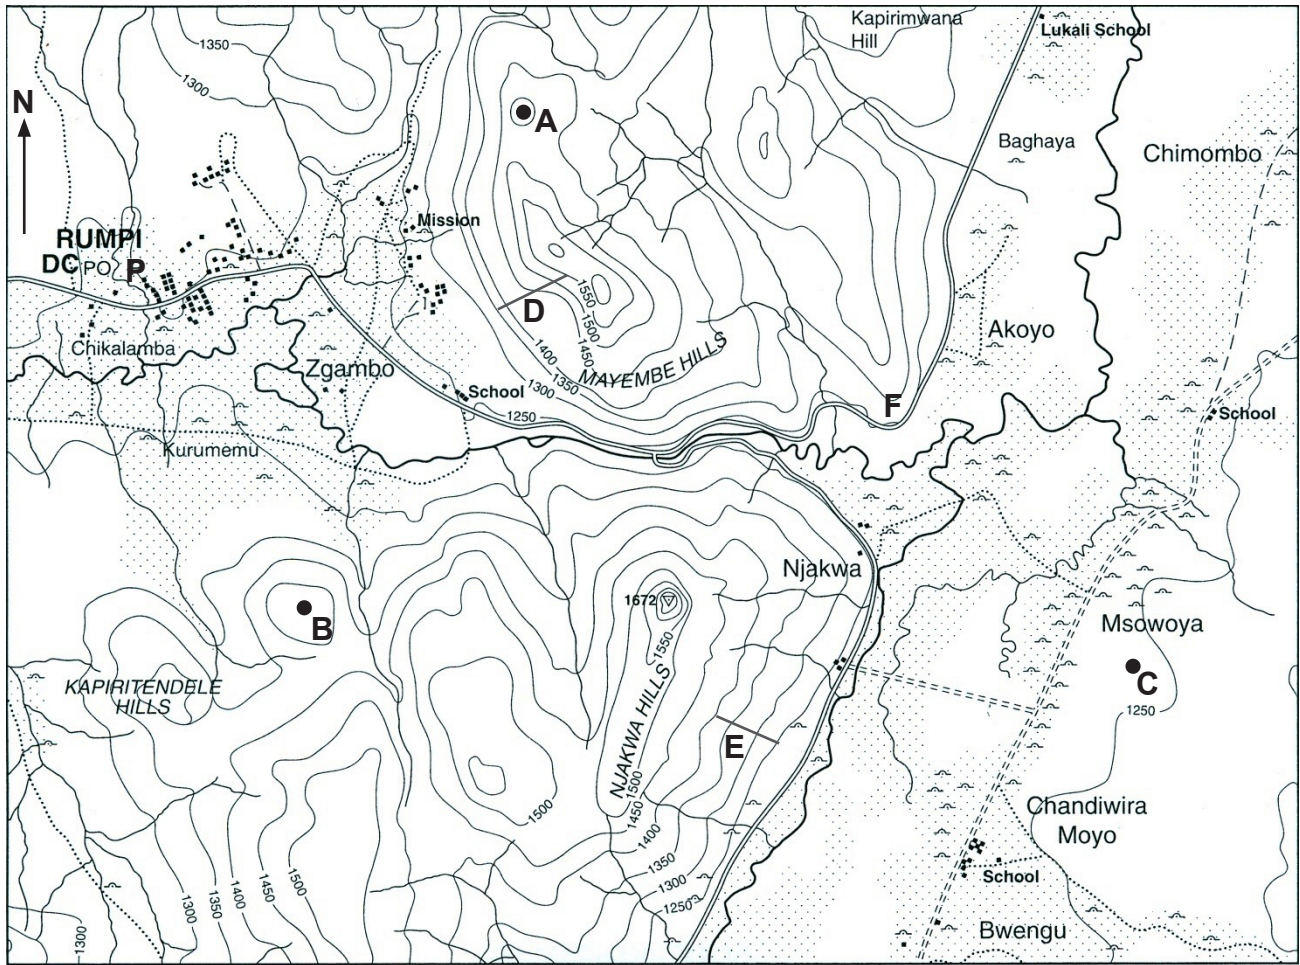 Kapirimwana
Hill
Lukali School
1350
1300
N
A
Baghaya
Chimombo
Mission
RUMPI
DC PO P
1550
1500
1450
D
Akoyo
Chikalamba
Zgambo
1400
1350
1300
MAYEMBE HILLS
School
1250
F
School
Kurumemu
Njakwa
1672
B
Msowoya
1550
C
KAPIRITENDELE
HILLS
1250
NJAKWA HILLS
E
1500
1450
1500
1400
Chandiwira
Moyo
1350
1300
1250
School
1300
1350
1400
1450
1500
1300
Bwengu